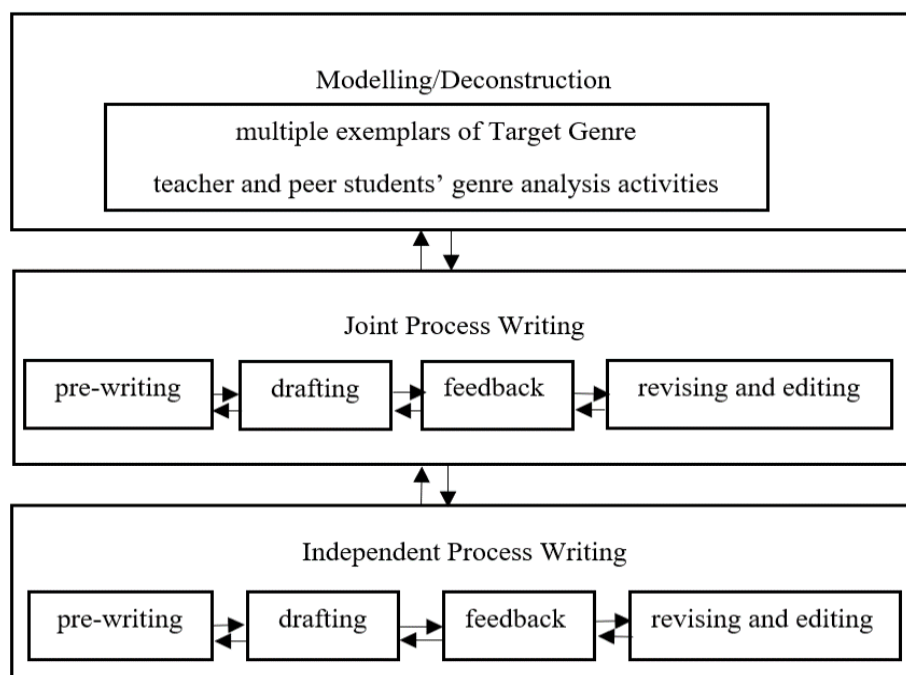 Modelling/Deconstruction
multiple exemplars of Target Genre
teacher and peer students’ genre analysis activities
Joint Process Writing
pre-writing
drafting
feedback
revising and editing
Independent Process Writing
pre-writing
drafting
feedback
revising and editing